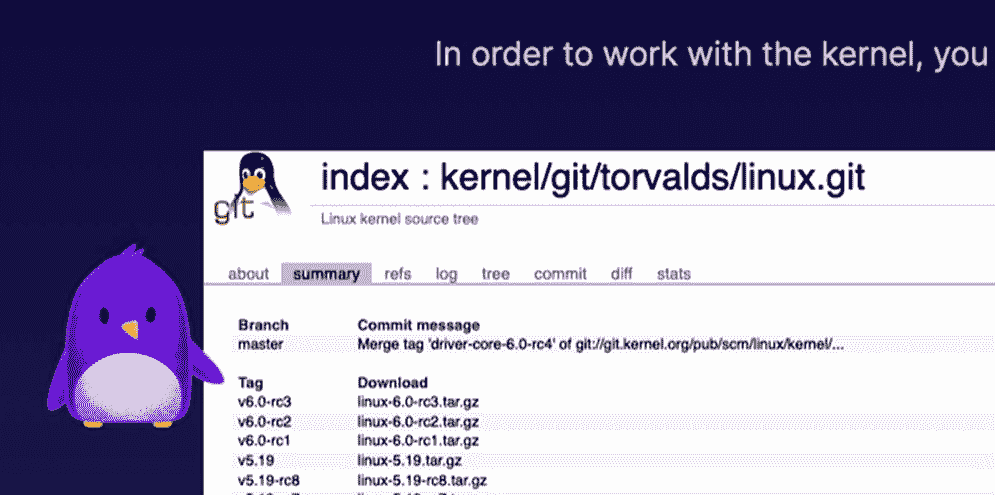 In order to work with the kernel, you
git
index : kernel/git/torvalds/linux.git
Linux kernel source tree
about summary refs log tree commit diff stats
Branch Commit message
master Merge tag 'driver-core-6.0-rc4' of git://git.kernel.org/pub/scm/linux/kernel/...
Tag Download
v6.0-rc3 linux-6.0-rc3.tar.gz
v6.0-rc2 linux-6.0-rc2.tar.gz
v6.0-rc1 linux-6.0-rc1.tar.gz
v5.19 linux-5.19.tar.gz
v5.19-rc8 linux-5.19-rc8.tar.gz